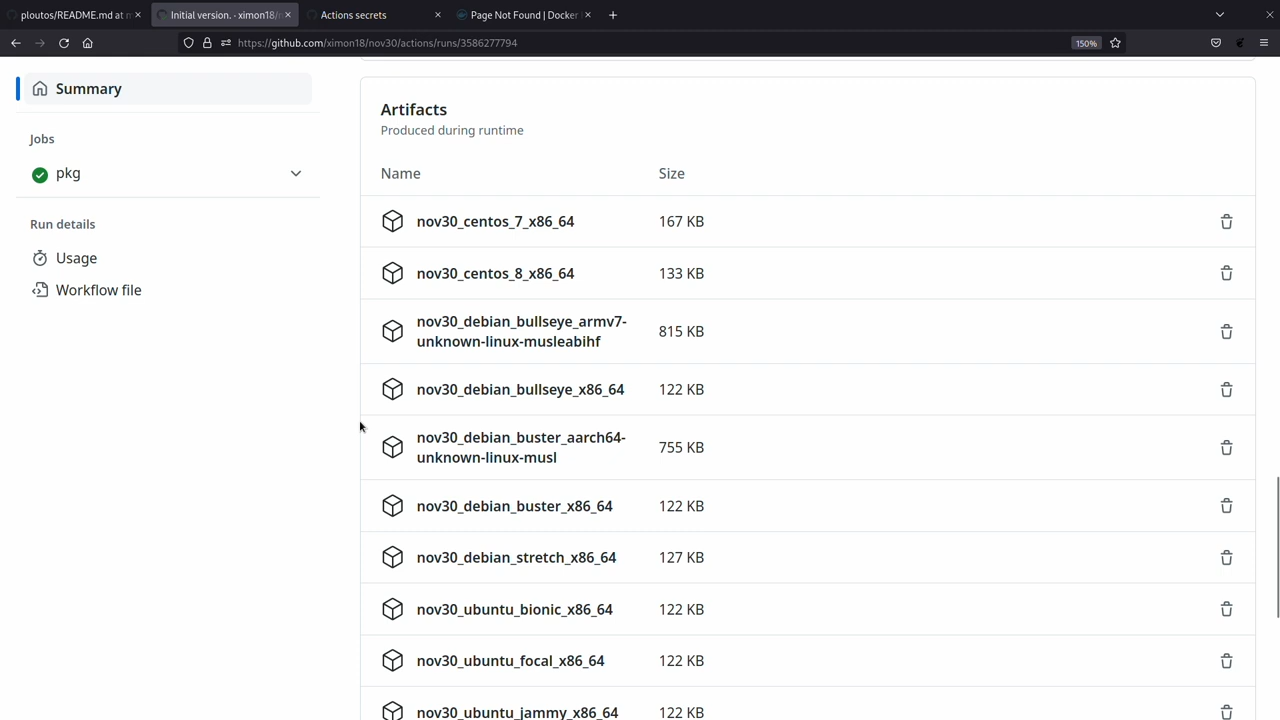 ploutos/README.md at m
Initial version. · ximon18/n
Actions secrets
Page Not Found | Docker
https://github.com/ximon18/nov30/actions/runs/3586277794
150%
Summary
Jobs
pkg
Run details
Usage
Workflow file
Artifacts
Produced during runtime
Name Size
nov30_centos_7_x86_64 167 KB
nov30_centos_8_x86_64 133 KB
nov30_debian_bullseye_armv7-
unknown-linux-musleabihf 815 KB
nov30_debian_bullseye_x86_64 122 KB
nov30_debian_buster_aarch64-
unknown-linux-musl 755 KB
nov30_debian_buster_x86_64 122 KB
nov30_debian_stretch_x86_64 127 KB
nov30_ubuntu_bionic_x86_64 122 KB
nov30_ubuntu_focal_x86_64 122 KB
nov30_ubuntu_jammy_x86_64 122 KB